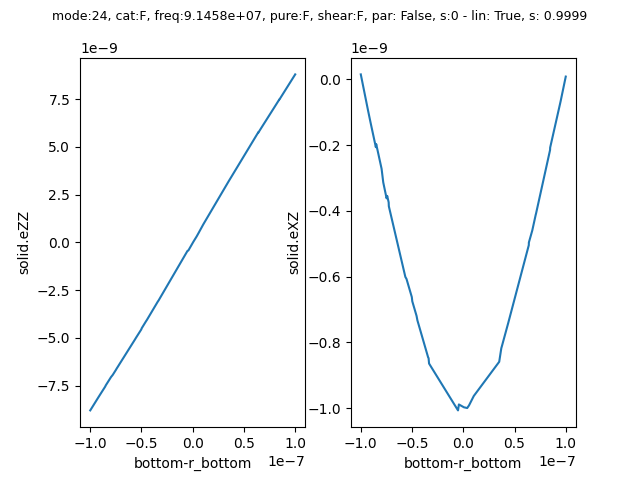 mode:24, cat:F, freq:9.1458e+07, pure:F, shear:F, par: False, s:0 - lin: True, s: 0.9999
1e−9
7.5
5.0
2.5
0.0
−2.5
−5.0
−7.5
solid.eZZ
−1.0
−0.5
0.0
0.5
1.0
bottom-r_bottom
1e−7
1e−9
0.0
−0.2
−0.4
−0.6
−0.8
−1.0
solid.eXZ
−1.0
−0.5
0.0
0.5
1.0
bottom-r_bottom
1e−7